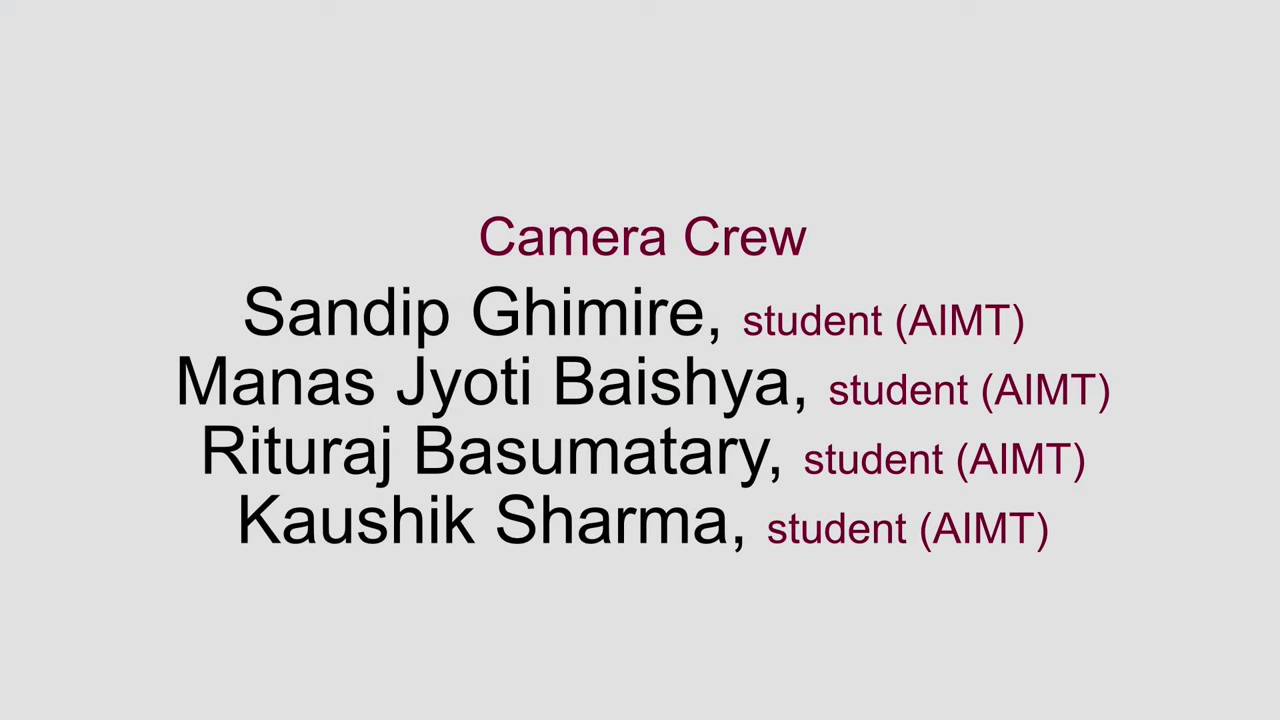 Camera Crew
Sandip Ghimire, student (AIMT)
Manas Jyoti Baishya, student (AIMT)
Rituraj Basumatary, student (AIMT)
Kaushik Sharma, student (AIMT)